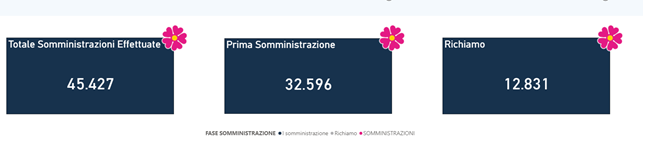 Totale Somministrazioni Effettuate
45.427
Prima Somministrazione
32.596
Richiamo
12.831
FASE SOMMINISTRAZIONE ●I somministrazione ●Richiamo ●SOMMINISTRAZIONI